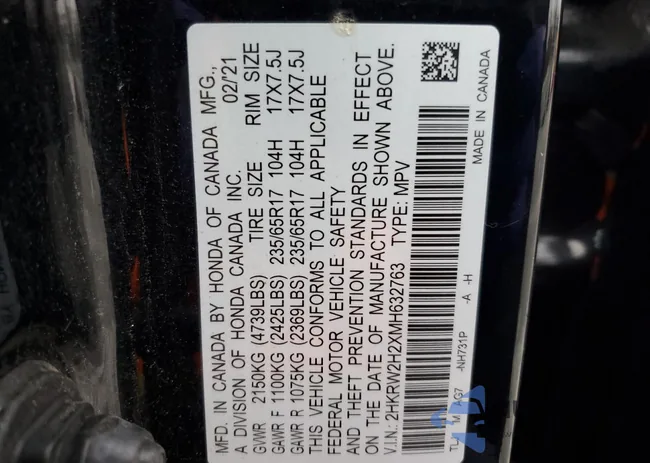 MFD. IN CANADA BY HONDA OF CANADA MFG.,
A DIVISION OF HONDA CANADA INC. 02/21
TIRE SIZE RIM SIZE
GVWR 2150KG (4739LBS)
GAWR F 1100KG (2425LBS) 235/65R17 104H 17X7.5J
GAWR R 1075KG (2369LBS) 235/65R17 104H 17X7.5J
THIS VEHICLE CONFORMS TO ALL APPLICABLE
FEDERAL MOTOR VEHICLE SAFETY
AND THEFT PREVENTION STANDARDS IN EFFECT
ON THE DATE OF MANUFACTURE SHOWN ABOVE.
V.I.N.: 2HKRW2H2XMH632763 TYPE: MPV
NH731P -A -H
MADE IN CANADA